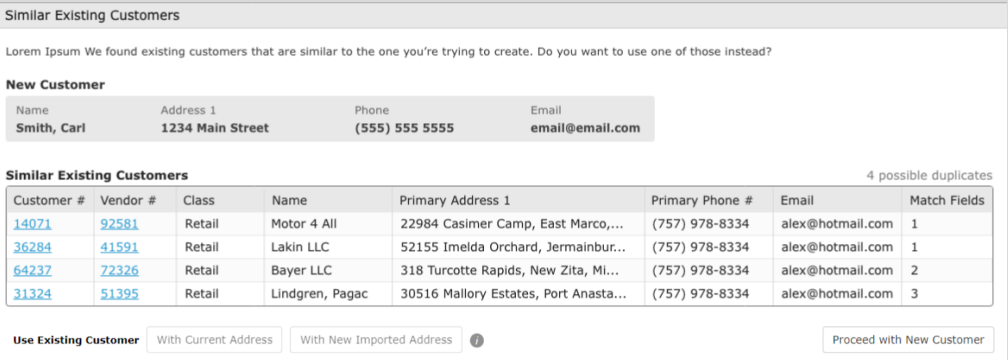 Similar Existing Customers
Lorem Ipsum We found existing customers that are similar to the one you're trying to create. Do you want to use one of those instead?
New Customer
Name Address 1 Phone Email
Smith, Carl 1234 Main Street (555) 555 5555 email@email.com
Similar Existing Customers 4 possible duplicates
Customer # Vendor # Class Name Primary Address 1 Primary Phone # Email Match Fields
14071 92581 Retail Motor 4 All 22984 Casimer Camp, East Marco,... (757) 978-8334 alex@hotmail.com 1
36284 41591 Retail Lakin LLC 52155 Imelda Orchard, Jermainbur... (757) 978-8334 alex@hotmail.com 1
64237 72326 Retail Bayer LLC 318 Turcotte Rapids, New Zita, Mi... (757) 978-8334 alex@hotmail.com 2
31324 51395 Retail Lindgren, Pagac 30516 Mallory Estates, Port Anasta... (757) 978-8334 alex@hotmail.com 3
Use Existing Customer With Current Address With New Imported Address i Proceed with New Customer